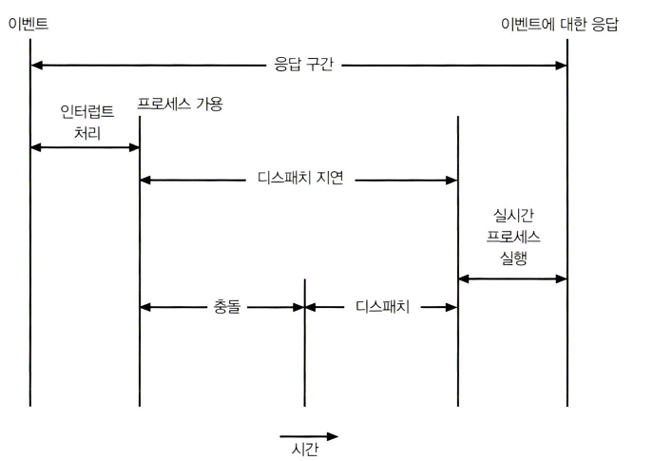 이벤트
이벤트에 대한 응답
응답 구간
인터럽트
처리
프로세스 가용
디스패치 지연
실시간
프로세스
실행
충돌
디스패치
시간